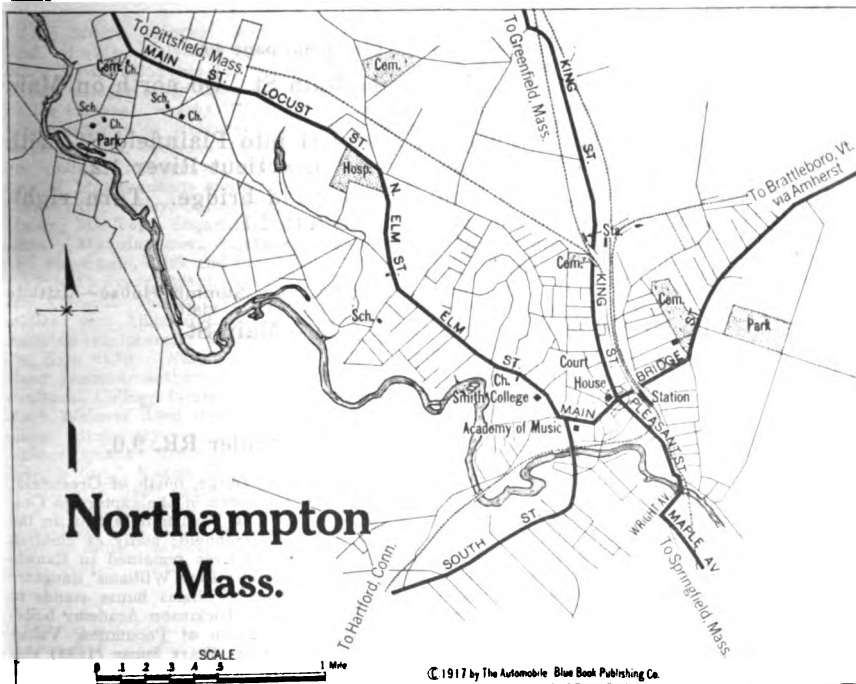 To Pittsfield, Mass.
MAIN ST.
Cem. Ch.
Sch.
Sch.
Ch.
Ch.
Park
LOCUST ST.
Cem.
Hosp.
To Greenfield, Mass.
KING ST.
To Brattleboro, Vt.
via Amherst
N. ELM ST.
Sta.
Cem.
KING ST.
Cem.
Park
Sch.
ELM ST.
Ch.
Smith College
Court
House
BRIDGE ST.
Station
MAIN
Academy of Music
PLEASANT ST.
WRIGHT AV.
MAPLE AV.
SOUTH ST.
To Hartford, Conn.
To Springfield, Mass.
Northampton
Mass.
SCALE
0 .1 .2 .3 .4 .5 1 Mile
© 1917 by The Automobile Blue Book Publishing Co.